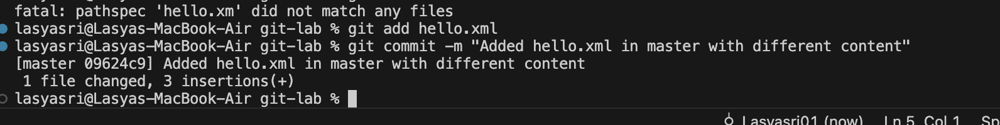 fatal: pathspec 'hello.xm' did not match any files
lasyasri@Lasyas-MacBook-Air git-lab % git add hello.xml
lasyasri@Lasyas-MacBook-Air git-lab % git commit -m "Added hello.xml in master with different content"
[master 09624c9] Added hello.xml in master with different content
1 file changed, 3 insertions(+)
lasyasri@Lasyas-MacBook-Air git-lab %
Lasyasri01 (now) Ln 5, Col 1 Sp